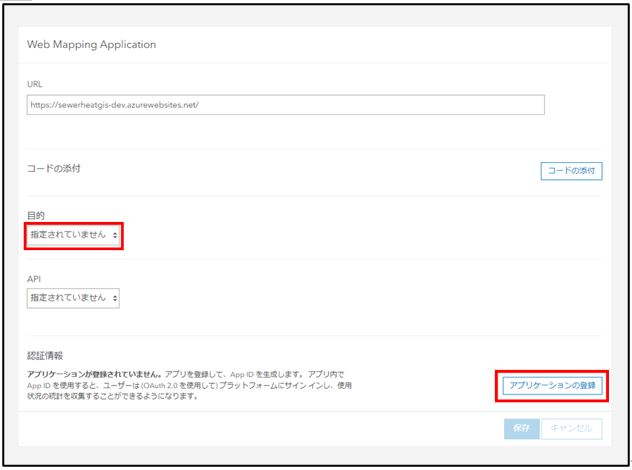 Web Mapping Application
URL
https://sewerheatgis-dev.azurewebsites.net/
コードの添付
コードの添付
目的
指定されていません
API
指定されていません
認証情報
アプリケーションが登録されていません。アプリを登録して、App ID を生成します。 アプリ内で
App ID を使用すると、ユーザーは (OAuth 2.0 を使用して) プラットフォームにサイン インし、使用
状況の統計を収集することができるようになります。
アプリケーションの登録
保存
キャンセル